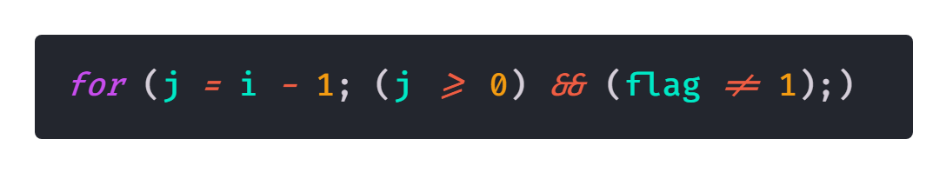 for (j = i - 1; (j >= 0) && (flag != 1);)